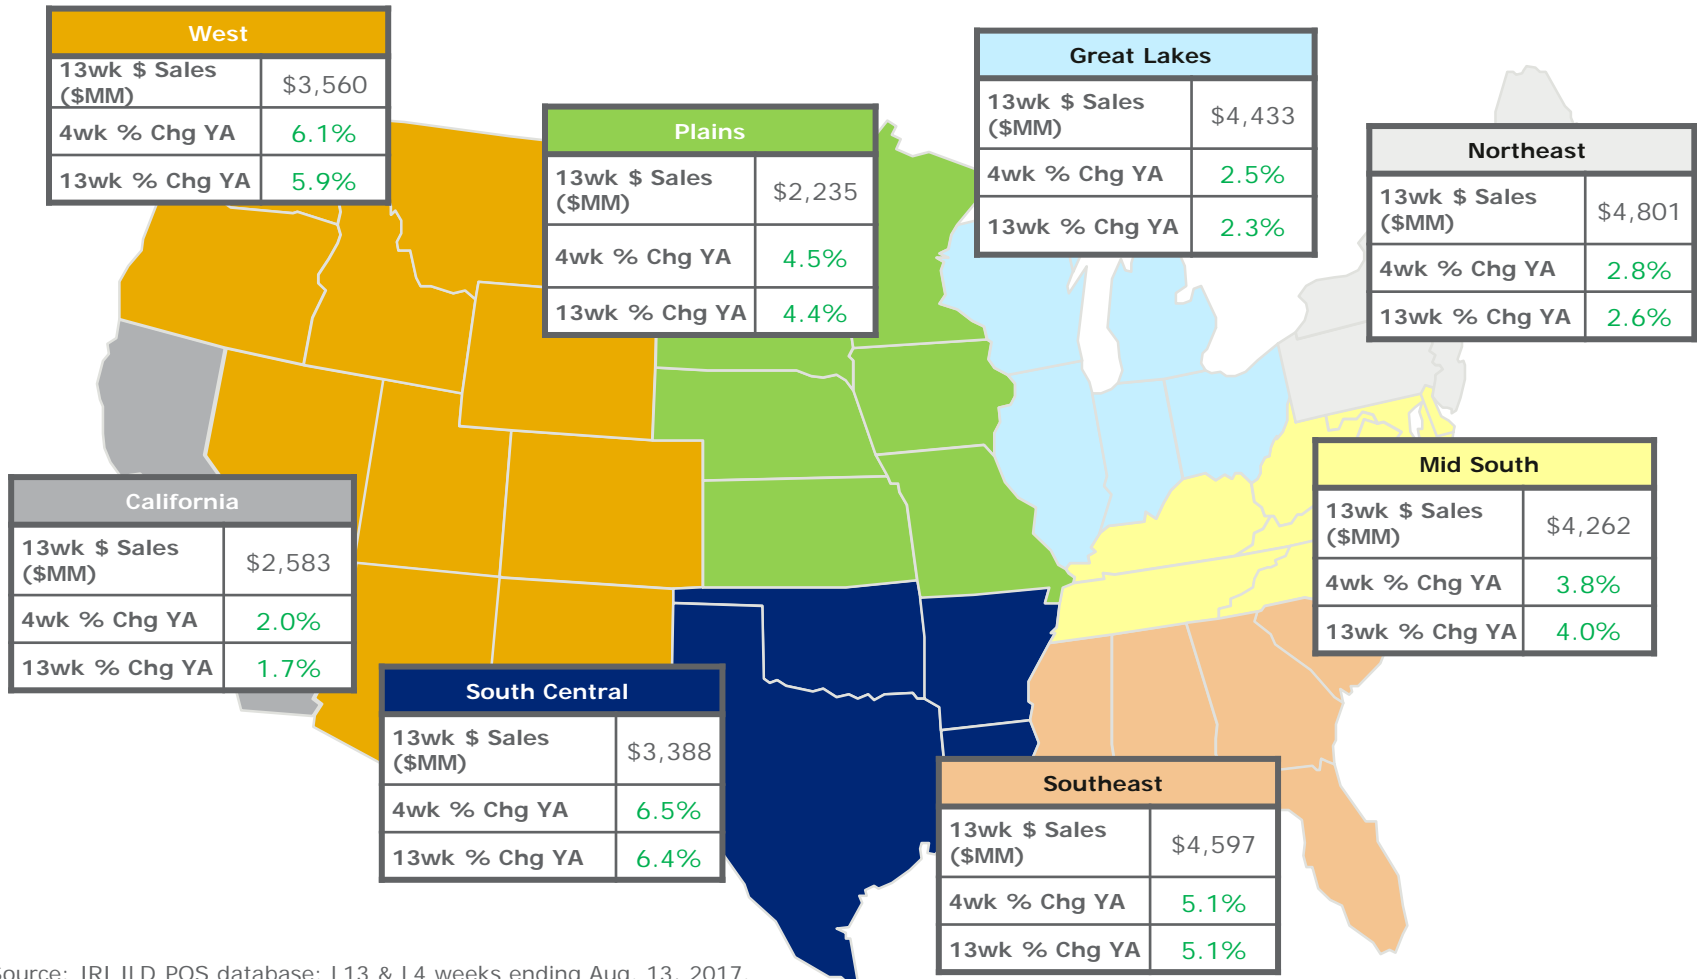 West
13wk $ Sales
($MM)
$3,560
4wk % Chg YA
6.1%
13wk % Chg YA
5.9%
Plains
13wk $ Sales
($MM)
$2,235
4wk % Chg YA
4.5%
13wk % Chg YA
4.4%
Great Lakes
13wk $ Sales
($MM)
$4,433
4wk % Chg YA
2.5%
13wk % Chg YA
2.3%
Northeast
13wk $ Sales
($MM)
$4,801
4wk % Chg YA
2.8%
13wk % Chg YA
2.6%
California
13wk $ Sales
($MM)
$2,583
4wk % Chg YA
2.0%
13wk % Chg YA
1.7%
Mid South
13wk $ Sales
($MM)
$4,262
4wk % Chg YA
3.8%
13wk % Chg YA
4.0%
South Central
13wk $ Sales
($MM)
$3,388
4wk % Chg YA
6.5%
13wk % Chg YA
6.4%
Southeast
13wk $ Sales
($MM)
$4,597
4wk % Chg YA
5.1%
13wk % Chg YA
5.1%
Source: IRI ILD POS database: L13 & L4 weeks ending Aug. 13, 2017.